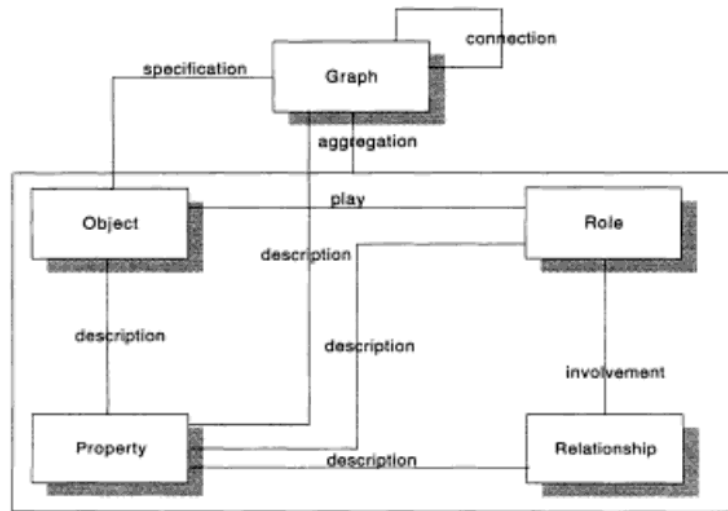 connection
specification
Graph
aggregation
play
Object
Role
description
description
description
involvement
Property
Relationship
description